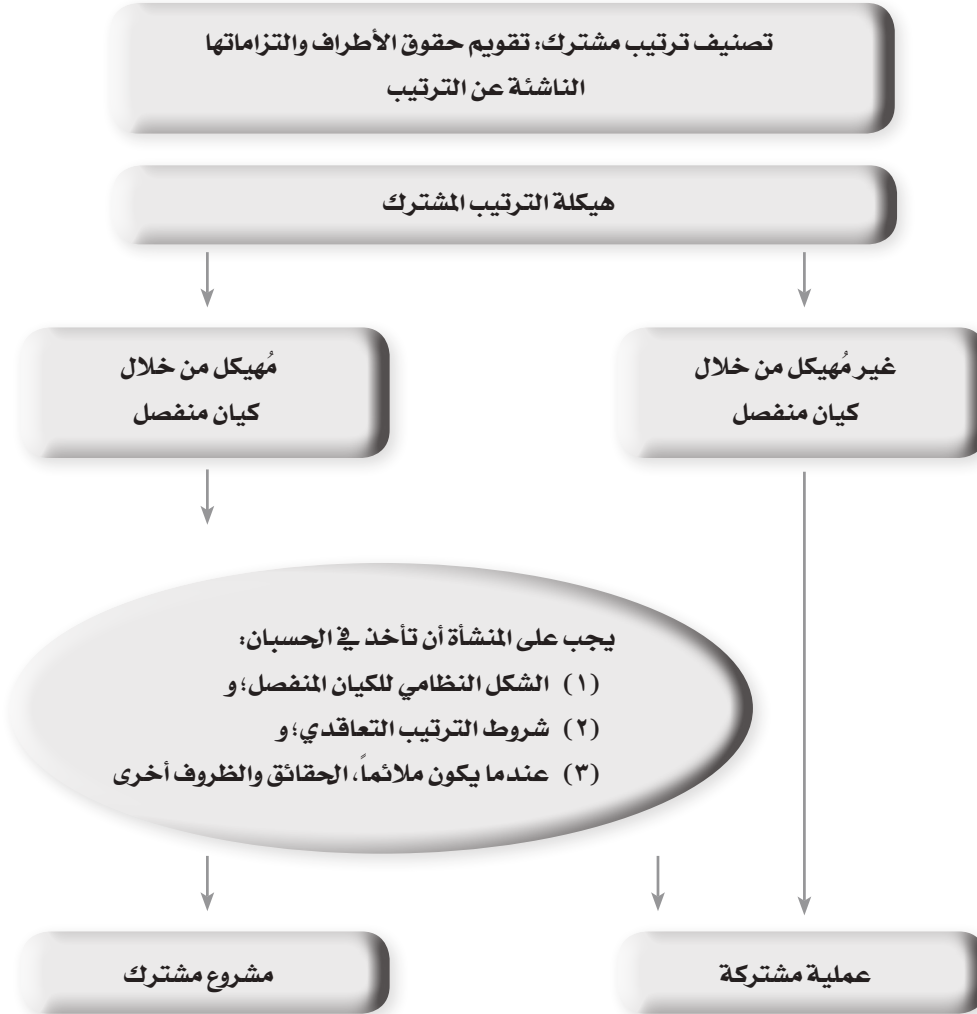 تصنيف ترتيب مشترك: تقويم حقوق الأطراف والتزاماتها
الناشئة عن الترتيب
هيكلة الترتيب المشترك
غير مُهيكل من خلال
كيان منفصل
مُهيكل من خلال
كيان منفصل
يجب على المنشأة أن تأخذ في الحسبان:
(١) الشكل النظامي للكيان المنفصل؛ و
(٢) شروط الترتيب التعاقدي؛ و
(٣) عندما يكون ملائماً، الحقائق والظروف أخرى
عملية مشتركة
مشروع مشترك